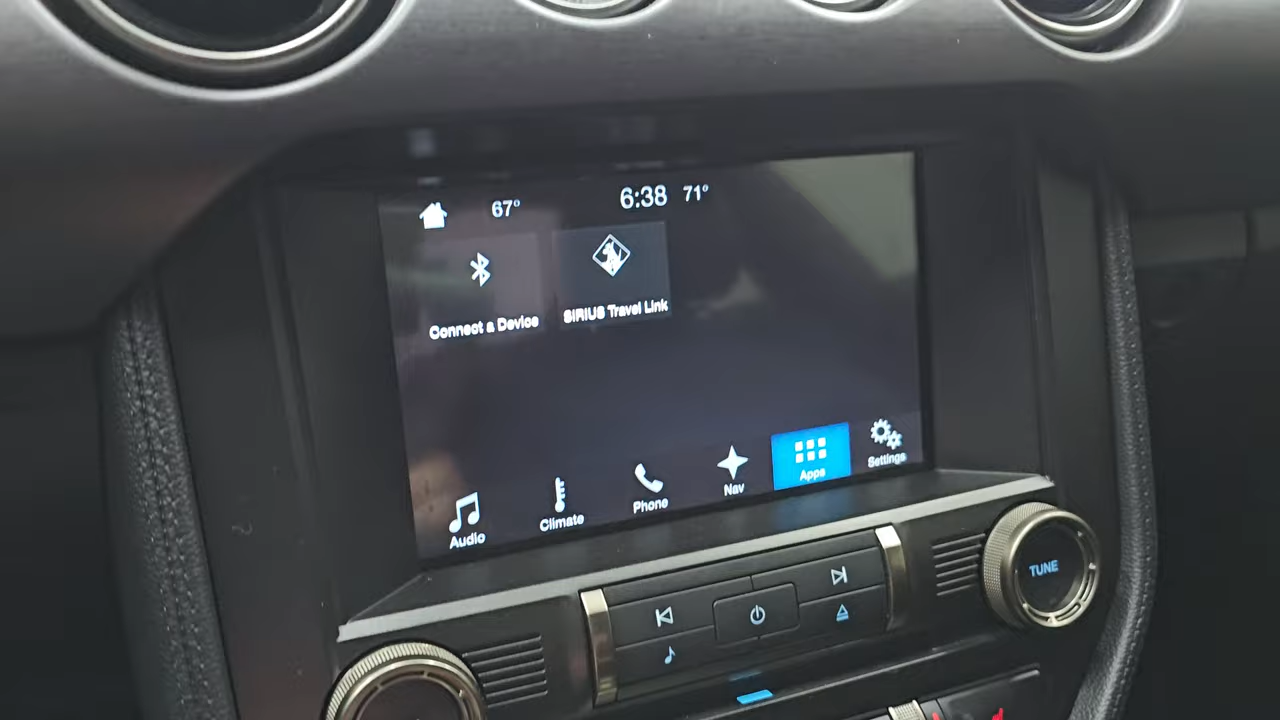 67°
6:38
71°
Connect a Device
SIRIUS Travel Link
Audio
Climate
Phone
Nav
Apps
Settings
TUNE